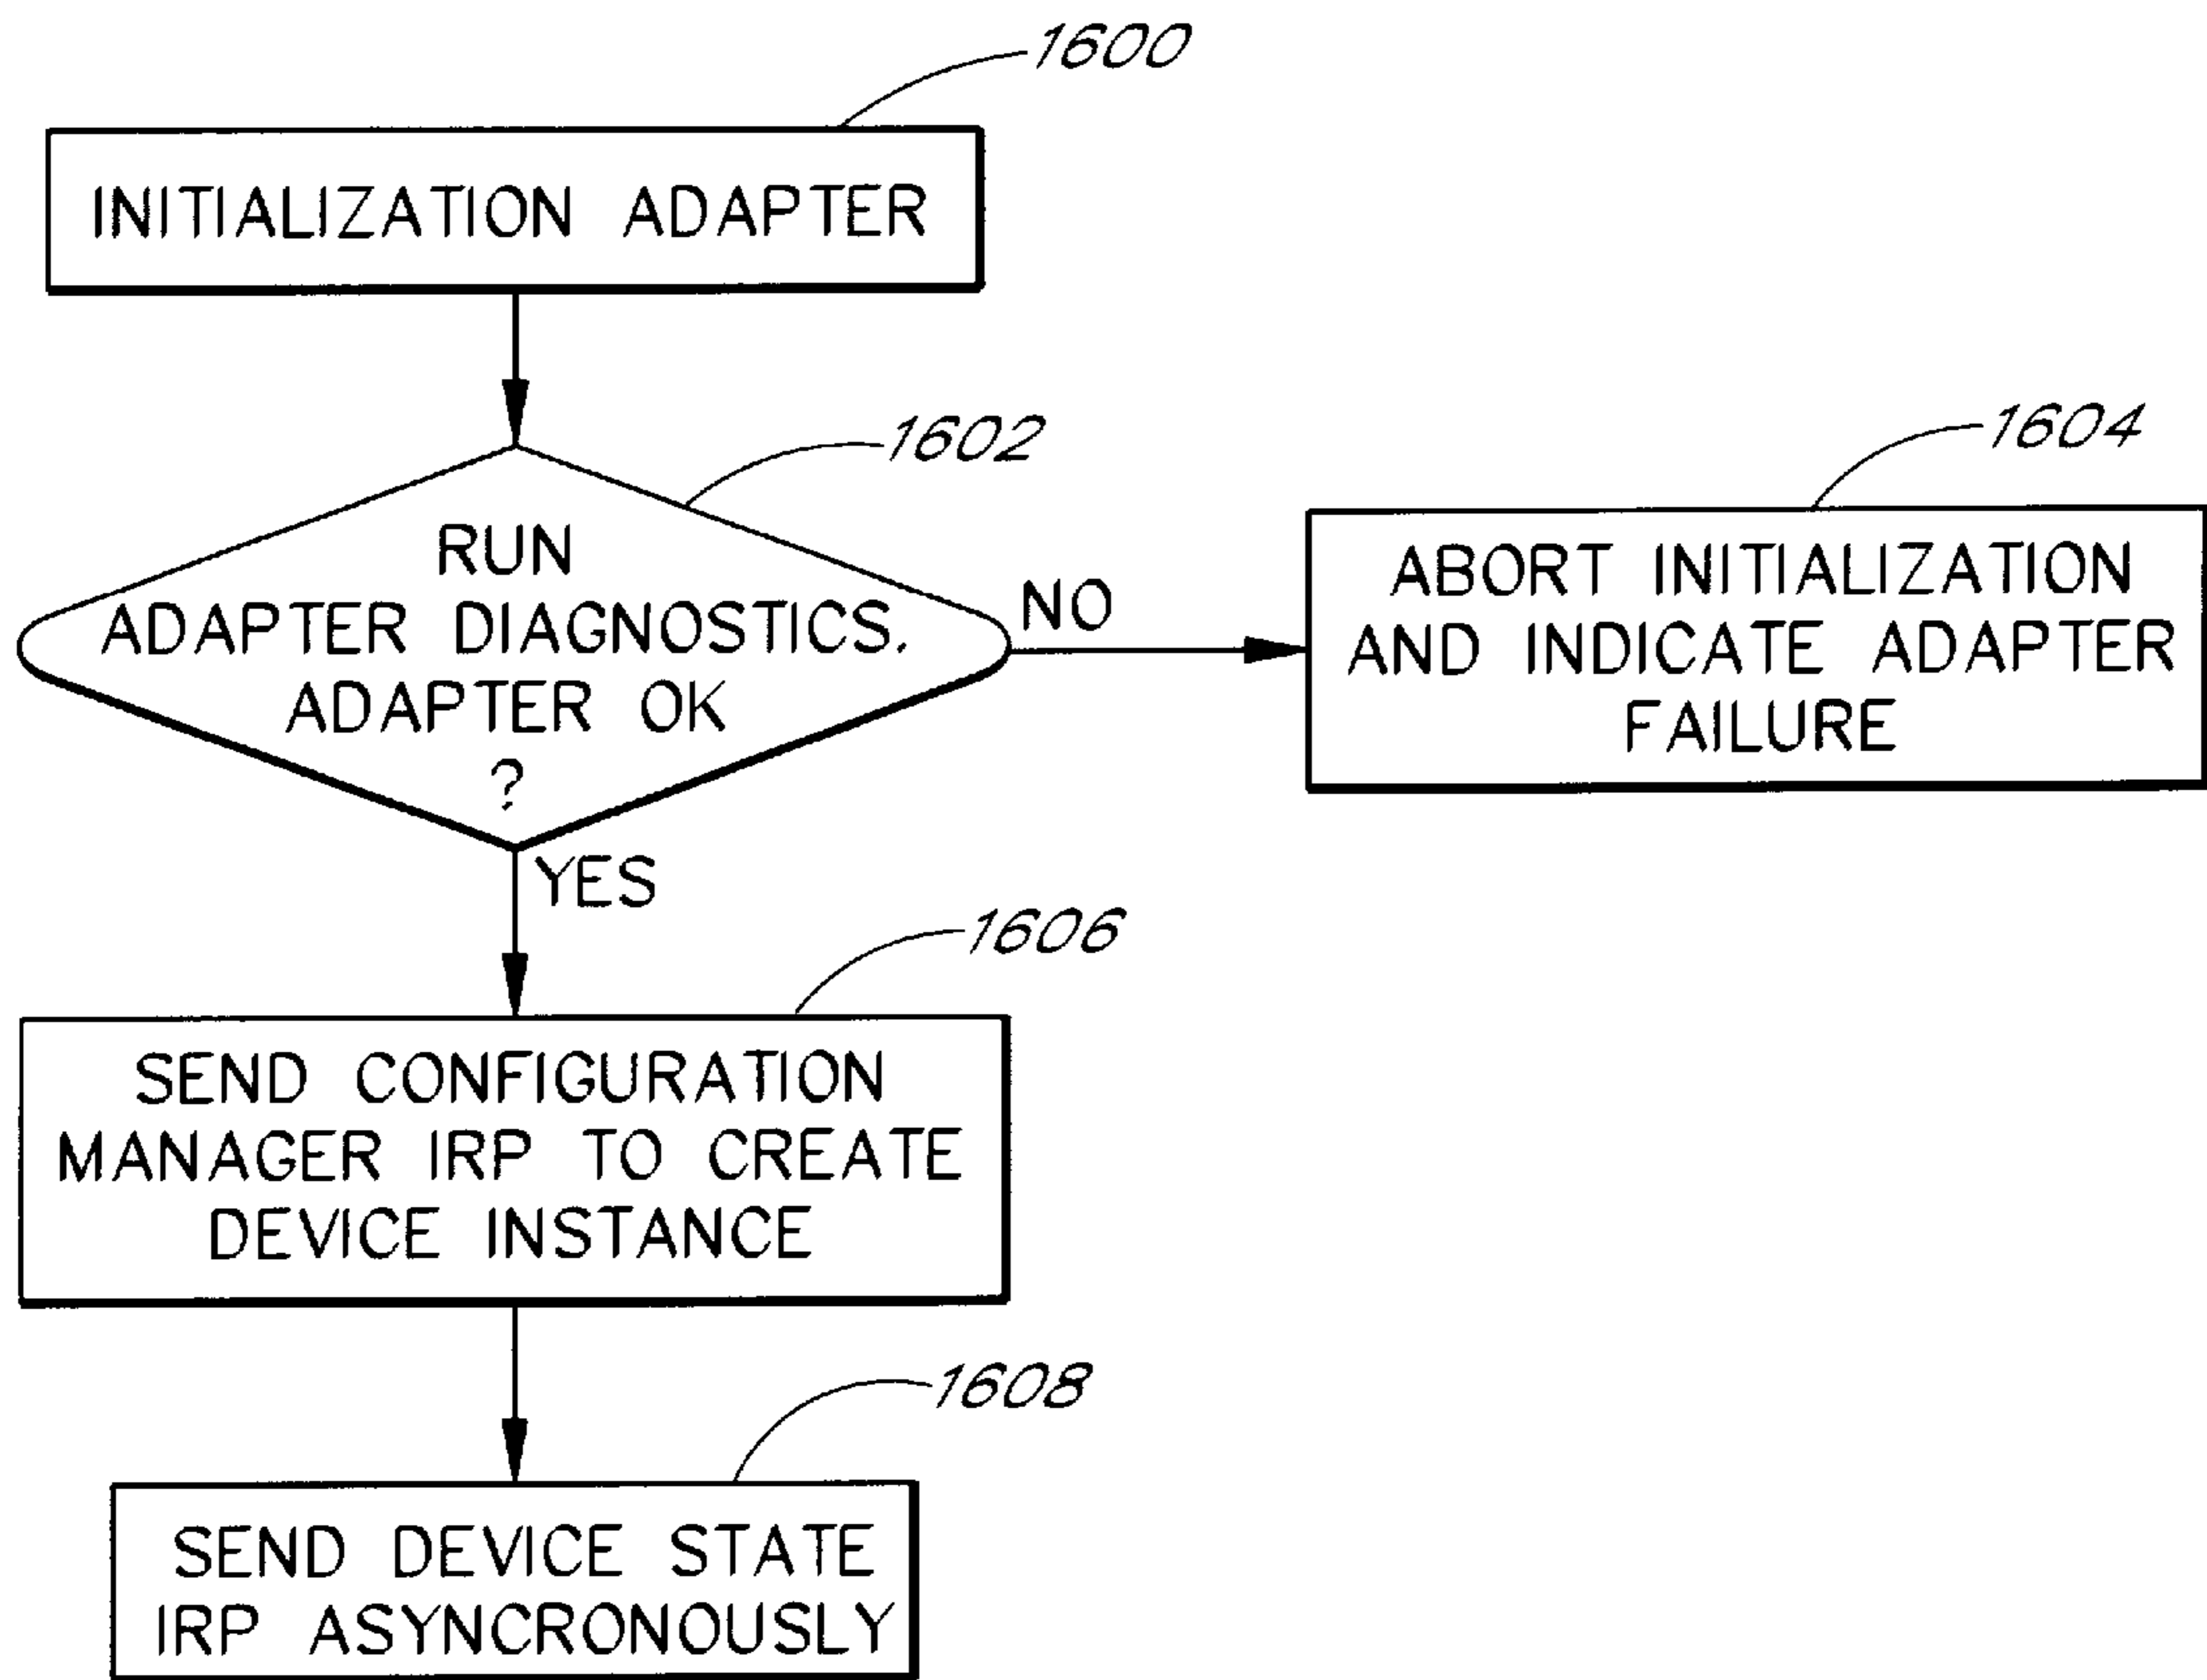 1600
INITIALIZATION ADAPTER
1602
RUN
ADAPTER DIAGNOSTICS.
ADAPTER OK
?
NO
1604
ABORT INITIALIZATION
AND INDICATE ADAPTER
FAILURE
YES
1606
SEND CONFIGURATION
MANAGER IRP TO CREATE
DEVICE INSTANCE
1608
SEND DEVICE STATE
IRP ASYNCRONOUSLY